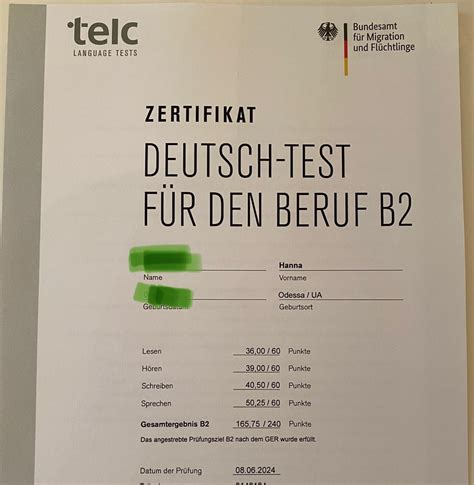 telc
LANGUAGE TESTS
Bundesamt
für Migration
und Flüchtlinge
ZERTIFIKAT
DEUTSCH-TEST
FÜR DEN BERUF B2
Hanna
Name Vorname
Odessa / UA
Geburtsdatum Geburtsort
Lesen 36,00 / 60 Punkte
Hören 39,00 / 60 Punkte
Schreiben 40,50 / 60 Punkte
Sprechen 50,25 / 60 Punkte
Gesamtergebnis B2 165,75 / 240 Punkte
Das angestrebte Prüfungsziel B2 nach dem GER wurde erfüllt.
Datum der Prüfung 08.06.2024